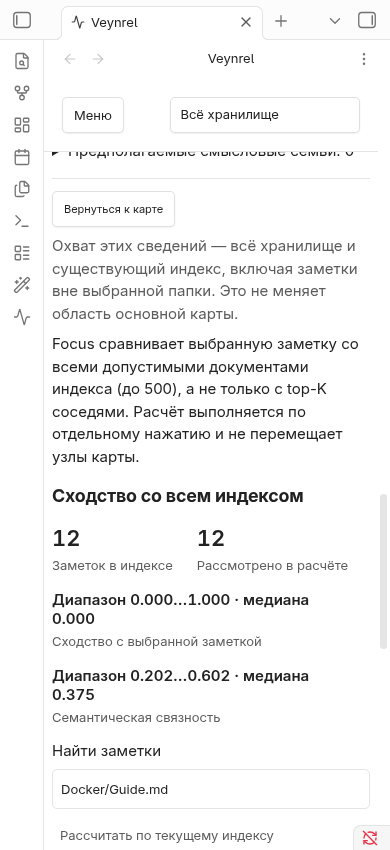 Veynrel
Veynrel
Меню
Всё хранилище
Предполагаемые смысловые семьи: 0
Вернуться к карте
Охват этих сведений — всё хранилище и
существующий индекс, включая заметки
вне выбранной папки. Это не меняет
область основной карты.
Focus сравнивает выбранную заметку со
всеми допустимыми документами
индекса (до 500), а не только с top-K
соседями. Расчёт выполняется по
отдельному нажатию и не перемещает
узлы карты.
Сходство со всем индексом
12
12
Заметок в индексе
Рассмотрено в расчёте
Диапазон 0.000…1.000 · медиана
0.000
Сходство с выбранной заметкой
Диапазон 0.202…0.602 · медиана
0.375
Семантическая связность
Найти заметки
Docker/Guide.md
Рассчитать по текущему индексу